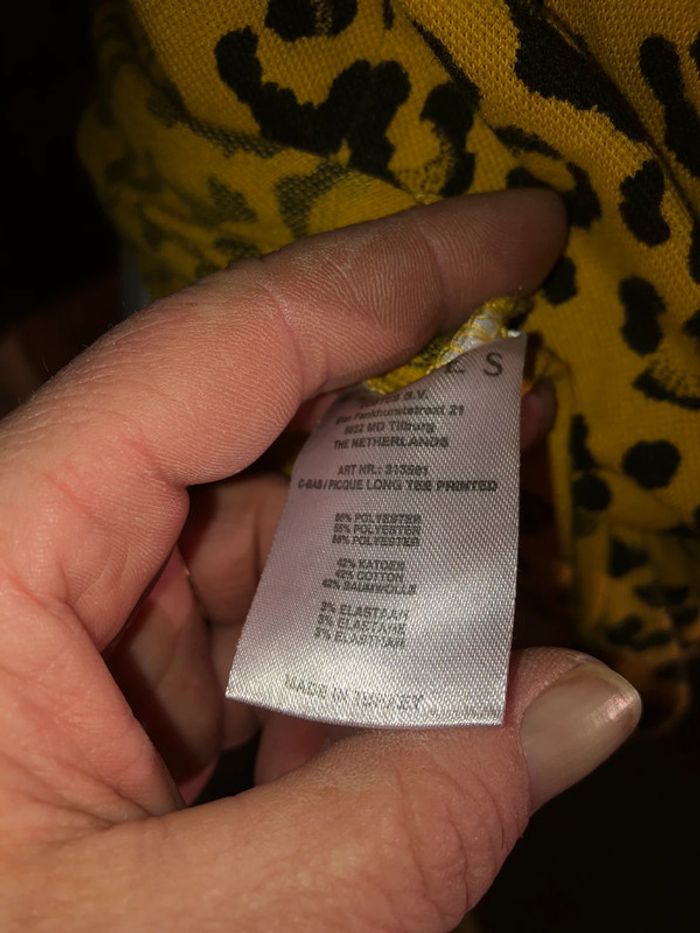 E S
B.V.
21
MD Tilburg
THE NETHERLANDS
ART NR.: 313581
C-BAS / PICQUE LONG TEE PRINTED
55% POLYESTER
55% POLYESTER
55% POLYESTER
42% KATOEN
42% COTTON
42% BAUMWOLLE
3% ELASTAAN
3% ELASTANE
3% ELASTHAN
MADE IN TURKEY